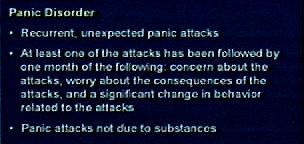 Panic Disorder
• Recurrent, unexpected panic attacks
• At least one of the attacks has been followed by
one month of the following: concern about the
attacks, worry about the consequences of the
attacks, and a significant change in behavior
related to the attacks
• Panic attacks not due to substances